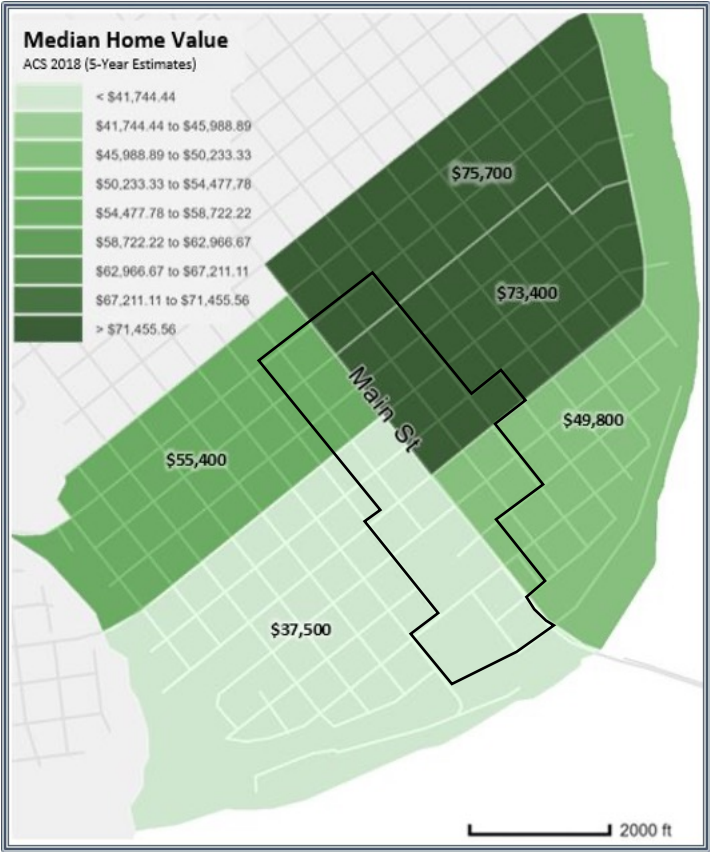 Median Home Value
ACS 2018 (5-Year Estimates)
< $41,744.44
$41,744.44 to $45,988.89
$45,988.89 to $50,233.33
$50,233.33 to $54,477.78
$54,477.78 to $58,722.22
$58,722.22 to $62,966.67
$62,966.67 to $67,211.11
$67,211.11 to $71,455.56
> $71,455.56
$75,700
$73,400
Main St
$49,800
$55,400
$37,500
2000 ft